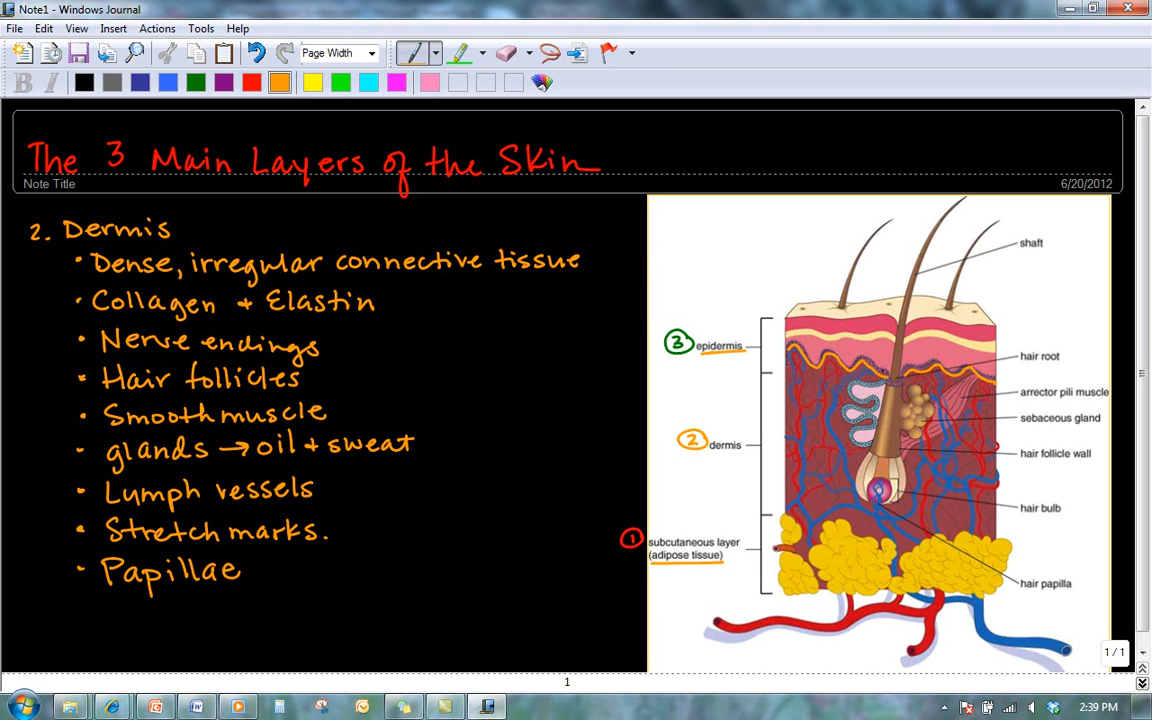 Note1 - Windows Journal
File Edit View Insert Actions Tools Help
Page Width
B I
The 3 Main Layers of the Skin
Note Title
6/20/2012
2. Dermis
• Dense, irregular connective tissue
• Collagen + Elastin
• Nerve endings
• Hair follicles
• Smooth muscle
• glands → oil + sweat
• Lymph vessels
• Stretch marks.
• Papillae
shaft
3 epidermis
hair root
arrector pili muscle
sebaceous gland
2 dermis
hair follicle wall
hair bulb
1 subcutaneous layer
(adipose tissue)
hair papilla
1 / 1
1
2:39 PM